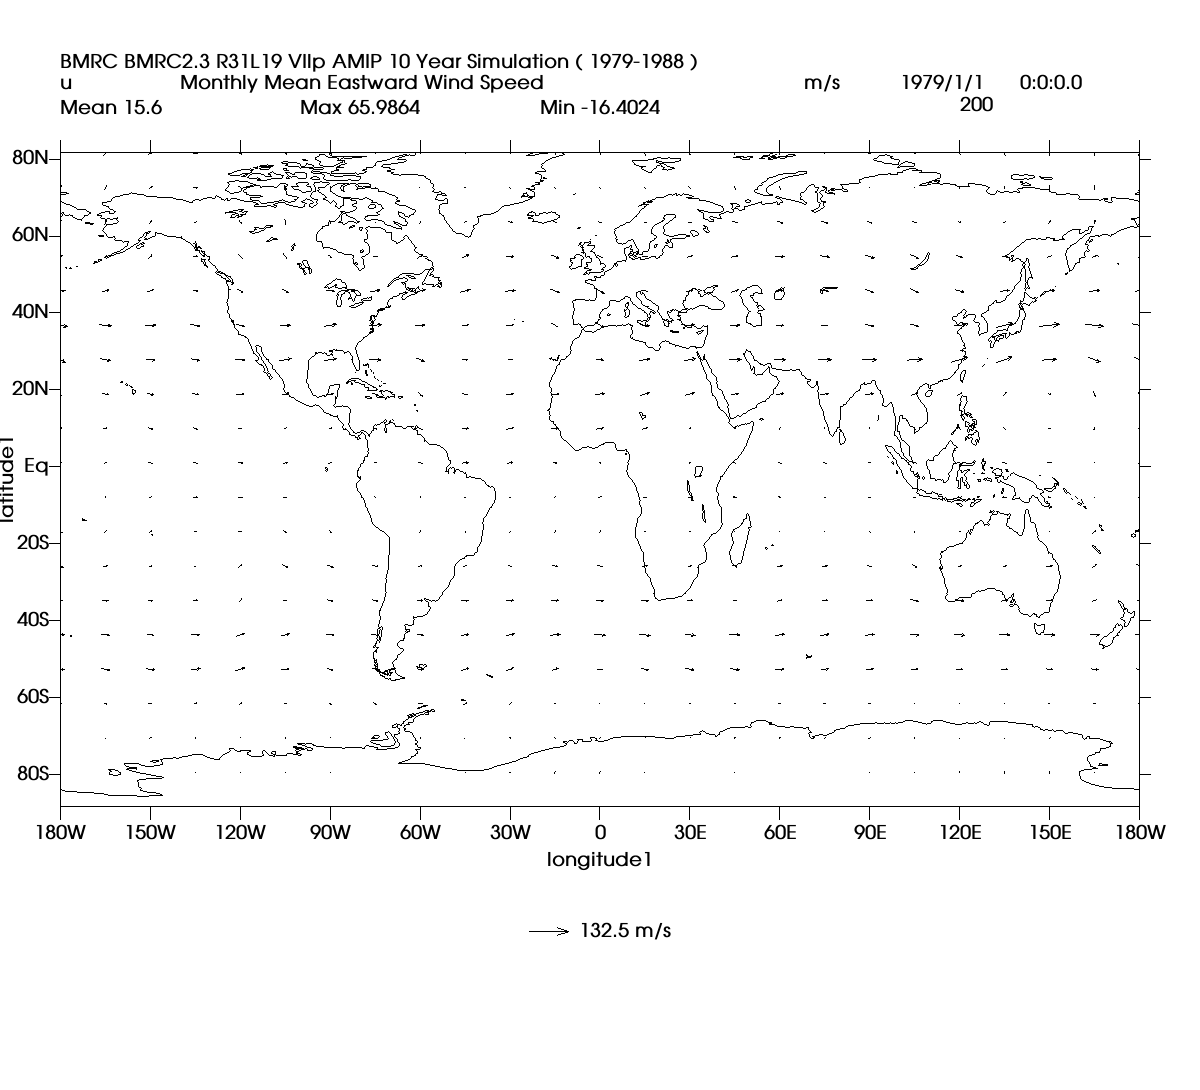 BMRC BMRC2.3 R31L19 VIIp AMIP 10 Year Simulation ( 1979-1988 )
u Monthly Mean Eastward Wind Speed m/s 1979/1/1 0:0:0.0
Mean 15.6 Max 65.9864 Min -16.4024 200
80N
60N
40N
20N
Eq
20S
40S
60S
80S
latitude1
180W 150W 120W 90W 60W 30W 0 30E 60E 90E 120E 150E 180W
longitude1
132.5 m/s